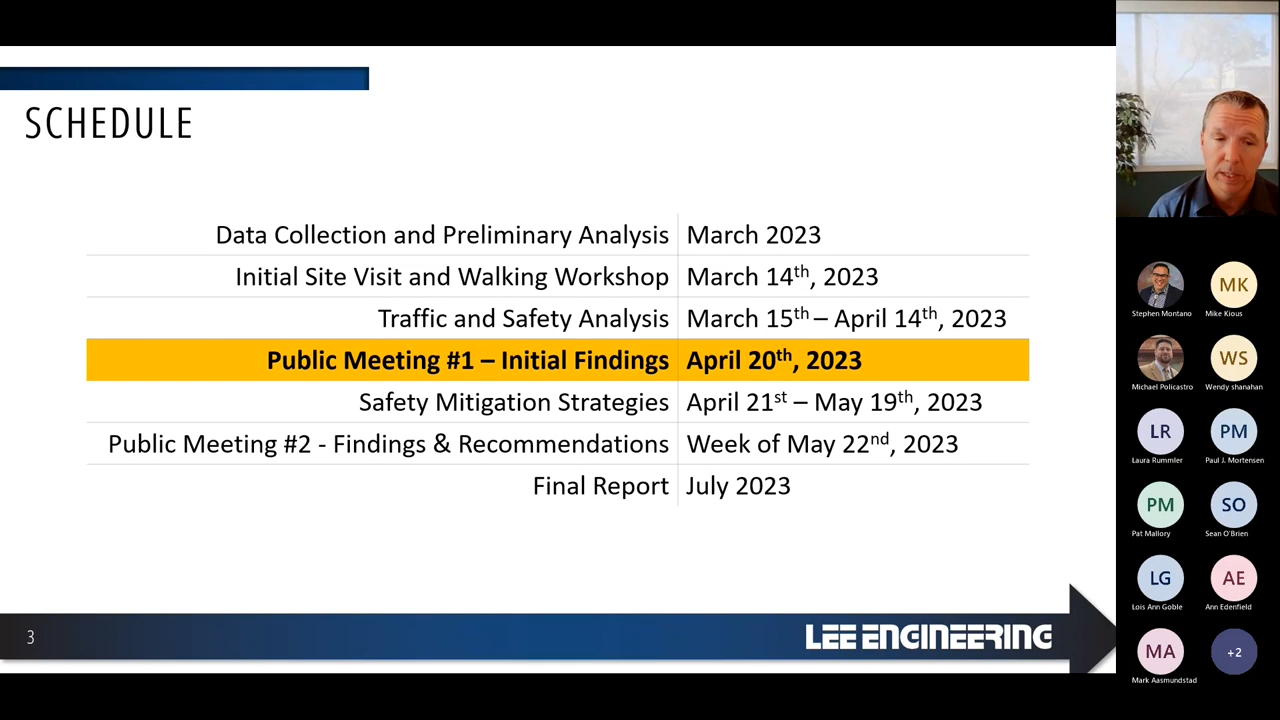 SCHEDULE
Data Collection and Preliminary Analysis March 2023
Initial Site Visit and Walking Workshop March 14th, 2023
Traffic and Safety Analysis March 15th – April 14th, 2023
Public Meeting #1 – Initial Findings April 20th, 2023
Safety Mitigation Strategies April 21st – May 19th, 2023
Public Meeting #2 - Findings & Recommendations Week of May 22nd, 2023
Final Report July 2023
3
LEE ENGINEERING
MK
Stephen Montano Mike Kious
WS
Michael Policastro Wendy shanahan
LR PM
Laura Rummler Paul J. Mortensen
PM SO
Pat Mallory Sean O'Brien
LG AE
Lois Ann Goble Ann Edenfield
MA +2
Mark Aasmundstad